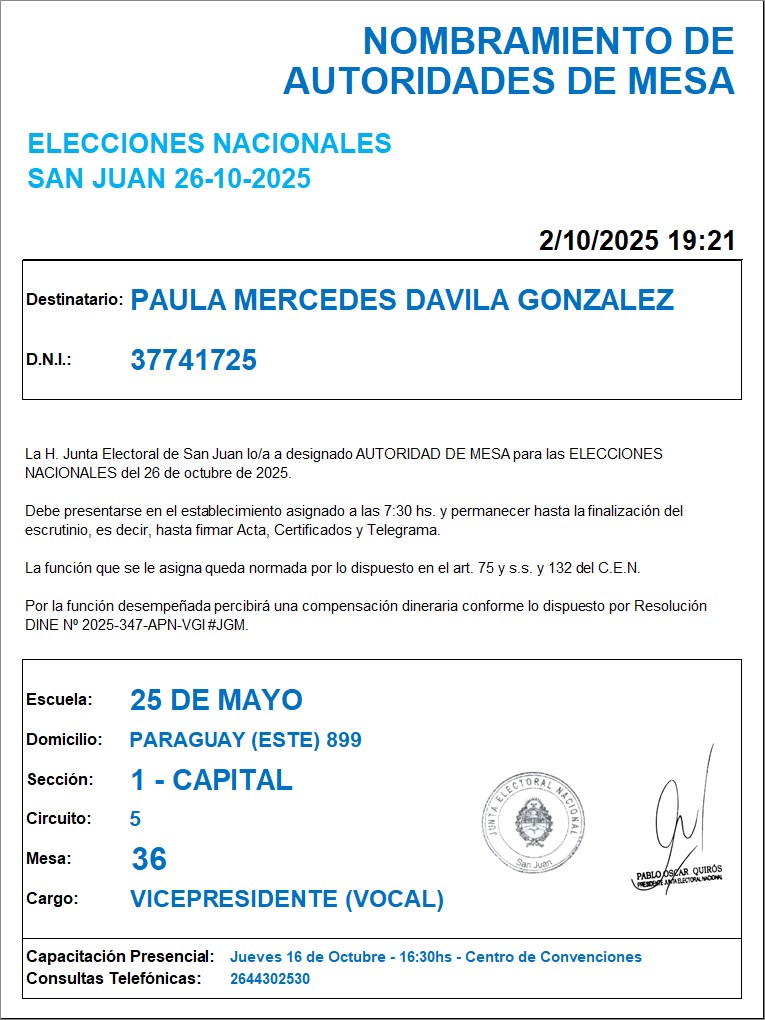 NOMBRAMIENTO DE
AUTORIDADES DE MESA
ELECCIONES NACIONALES
SAN JUAN 26-10-2025
2/10/2025 19:21
Destinatario: PAULA MERCEDES DAVILA GONZALEZ
D.N.I.: 37741725
La H. Junta Electoral de San Juan lo/a a designado AUTORIDAD DE MESA para las ELECCIONES
NACIONALES del 26 de octubre de 2025.
Debe presentarse en el establecimiento asignado a las 7:30 hs. y permanecer hasta la finalización del
escrutinio, es decir, hasta firmar Acta, Certificados y Telegrama.
La función que se le asigna queda normada por lo dispuesto en el art. 75 y s.s. y 132 del C.E.N.
Por la función desempeñada percibirá una compensación dineraria conforme lo dispuesto por Resolución
DINE Nº 2025-347-APN-VGI#JGM.
Escuela: 25 DE MAYO
Domicilio: PARAGUAY (ESTE) 899
Sección: 1 - CAPITAL
Circuito: 5
Mesa: 36
Cargo: VICEPRESIDENTE (VOCAL)
JUNTA ELECTORAL NACIONAL
San Juan
PABLO OSCAR QUIRÓS
PRESIDENTE JUNTA ELECTORAL NACIONAL
Capacitación Presencial: Jueves 16 de Octubre - 16:30hs - Centro de Convenciones
Consultas Telefónicas: 2644302530